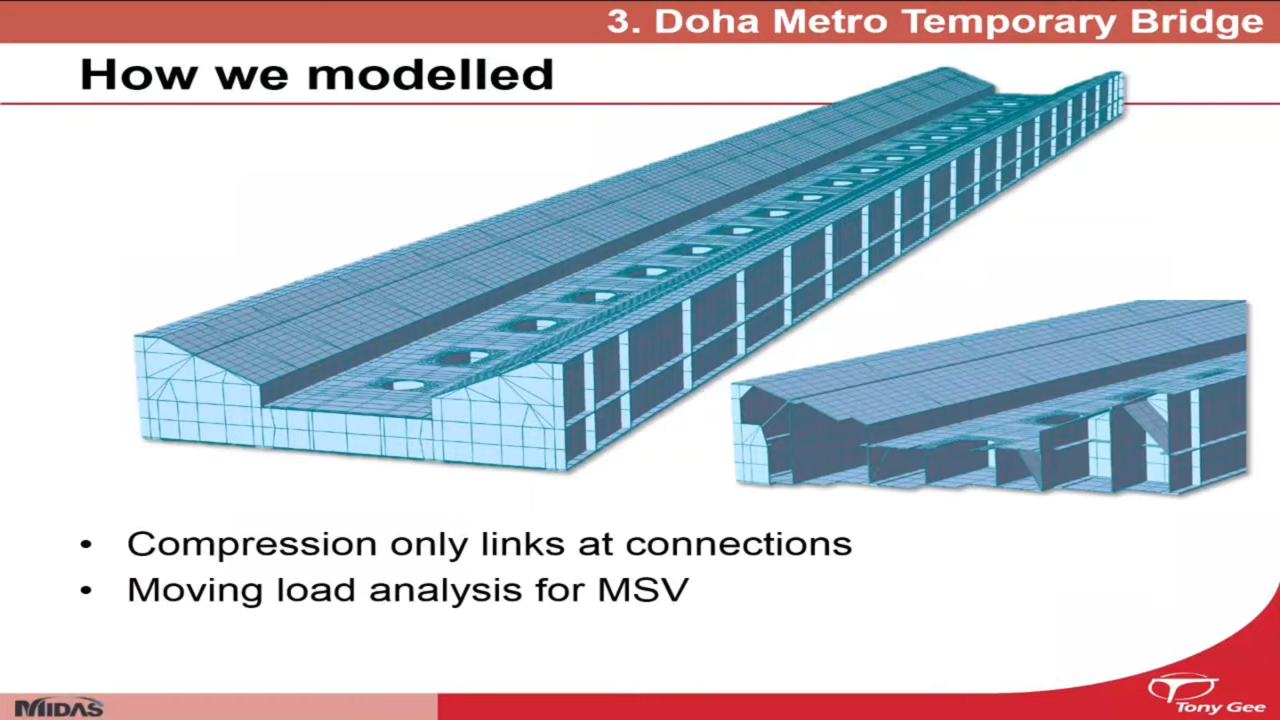 3. Doha Metro Temporary Bridge
How we modelled
• Compression only links at connections
• Moving load analysis for MSV
MIDAS
Tony Gee